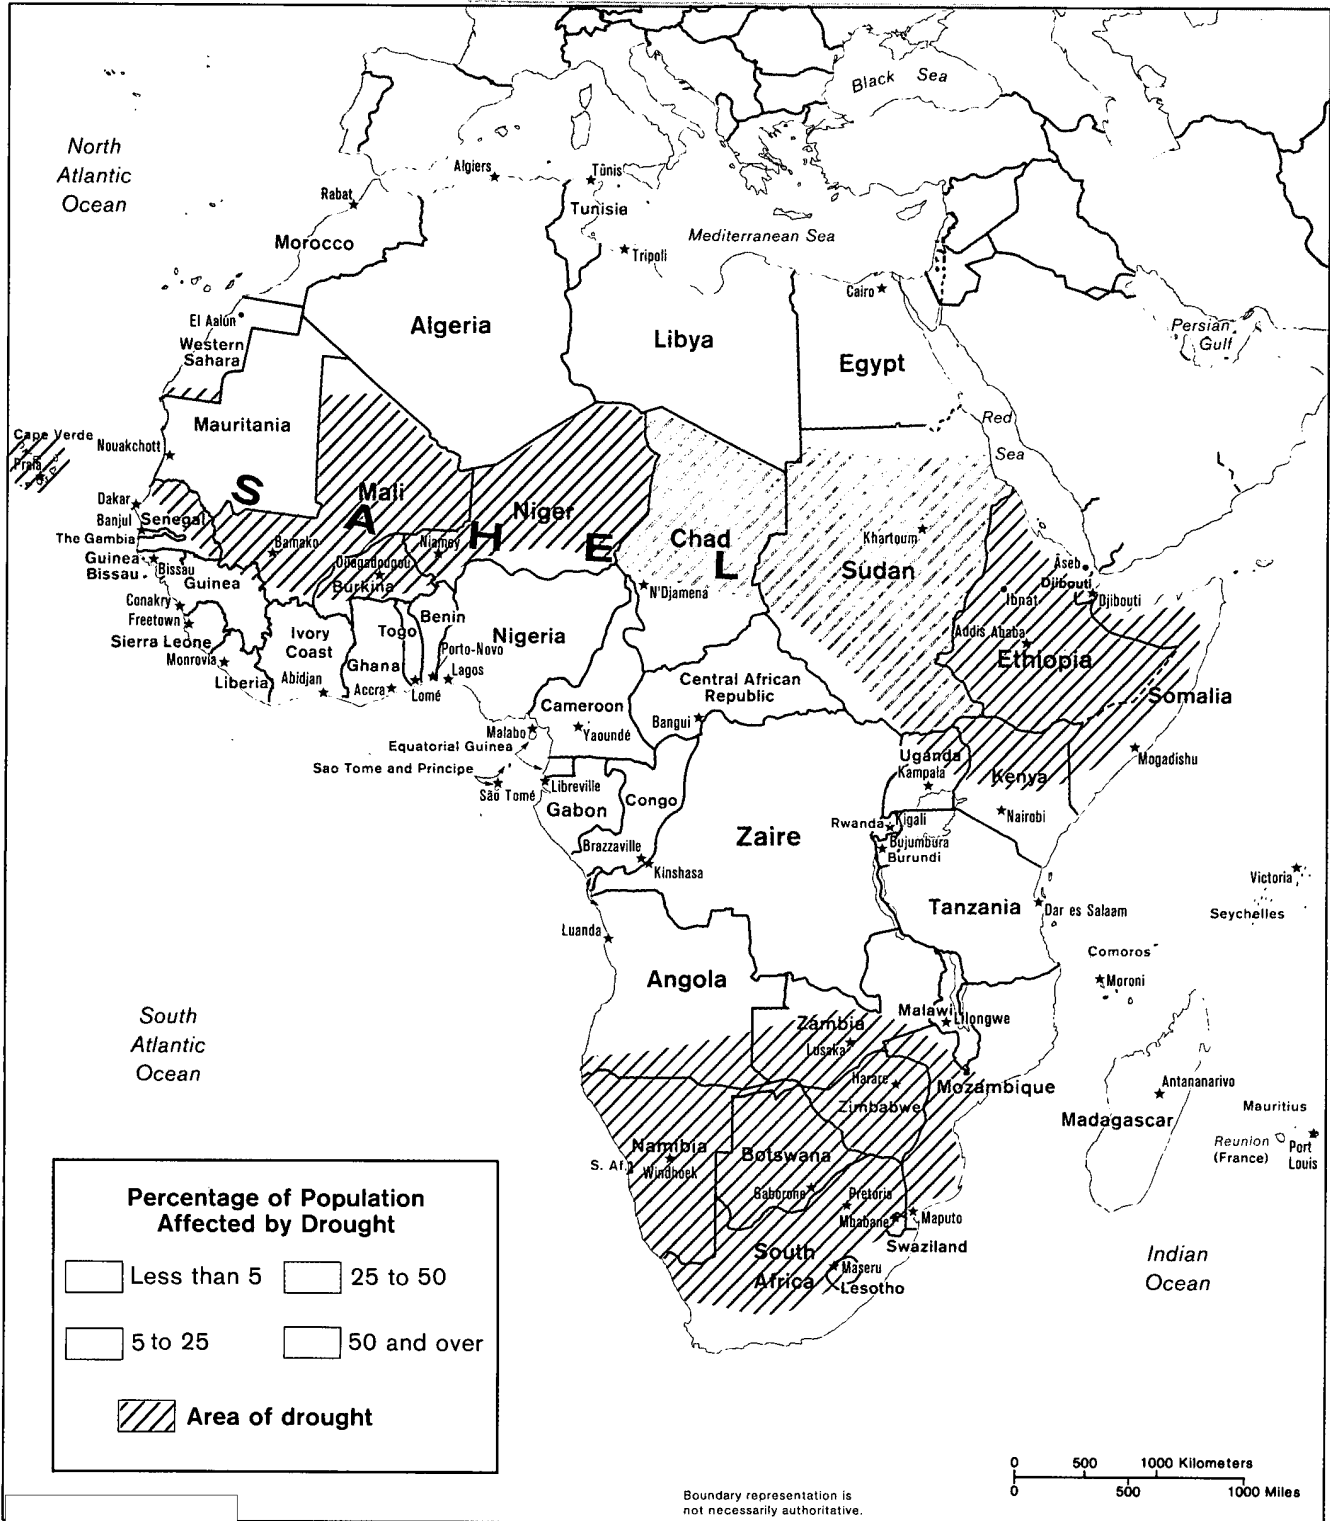 Black Sea
North
Atlantic
Ocean
Algiers
Tūnis
Rabat
Tunisia
Morocco
Mediterranean Sea
Tripoli
Cairo
El Aalún
Algeria
Libya
Persian
Gulf
Western
Sahara
Egypt
Mauritania
Red
Sea
Cape Verde
Nouakchott
Praia
S
A
H
E
L
Mali
Dakar
Banjul
Senegal
Niger
Chad
Khartoum
The Gambia
Bamako
Niamey
Guinea
Bissau
Bissau
Ouagadougou
Sudan
Āseb
Guinea
Burkina
N'Djamena
Djibouti
Djibouti
Ibnat
Conakry
Freetown
Benin
Sierra Leone
Ivory
Coast
Togo
Nigeria
Addis Ababa
Monrovia
Ghana
Porto-Novo
Lagos
Ethiopia
Liberia
Abidjan
Accra
Lomé
Central African
Republic
Somalia
Cameroon
Bangui
Malabo
Yaoundé
Equatorial Guinea
Uganda
Mogadishu
Sao Tome and Principe
Kampala
Kenya
São Tomé
Libreville
Gabon
Congo
Nairobi
Rwanda
Kigali
Zaire
Brazzaville
Bujumbura
Burundi
Kinshasa
Victoria
Tanzania
Dar es Salaam
Seychelles
Luanda
Comoros
Angola
Moroni
South
Atlantic
Ocean
Malawi
Lilongwe
Zambia
Lusaka
Harare
Mozambique
Antananarivo
Zimbabwe
Mauritius
Madagascar
Namibia
Botswana
Reunion
(France)
Port
Louis
S. Af.
Windhoek
Gaborone
Pretoria
Mbabane
Maputo
Swaziland
South
Africa
Maseru
Lesotho
Indian
Ocean
Percentage of Population
Affected by Drought
Less than 5
25 to 50
5 to 25
50 and over
Area of drought
0 500 1000 Kilometers
0 500 1000 Miles
Boundary representation is
not necessarily authoritative.